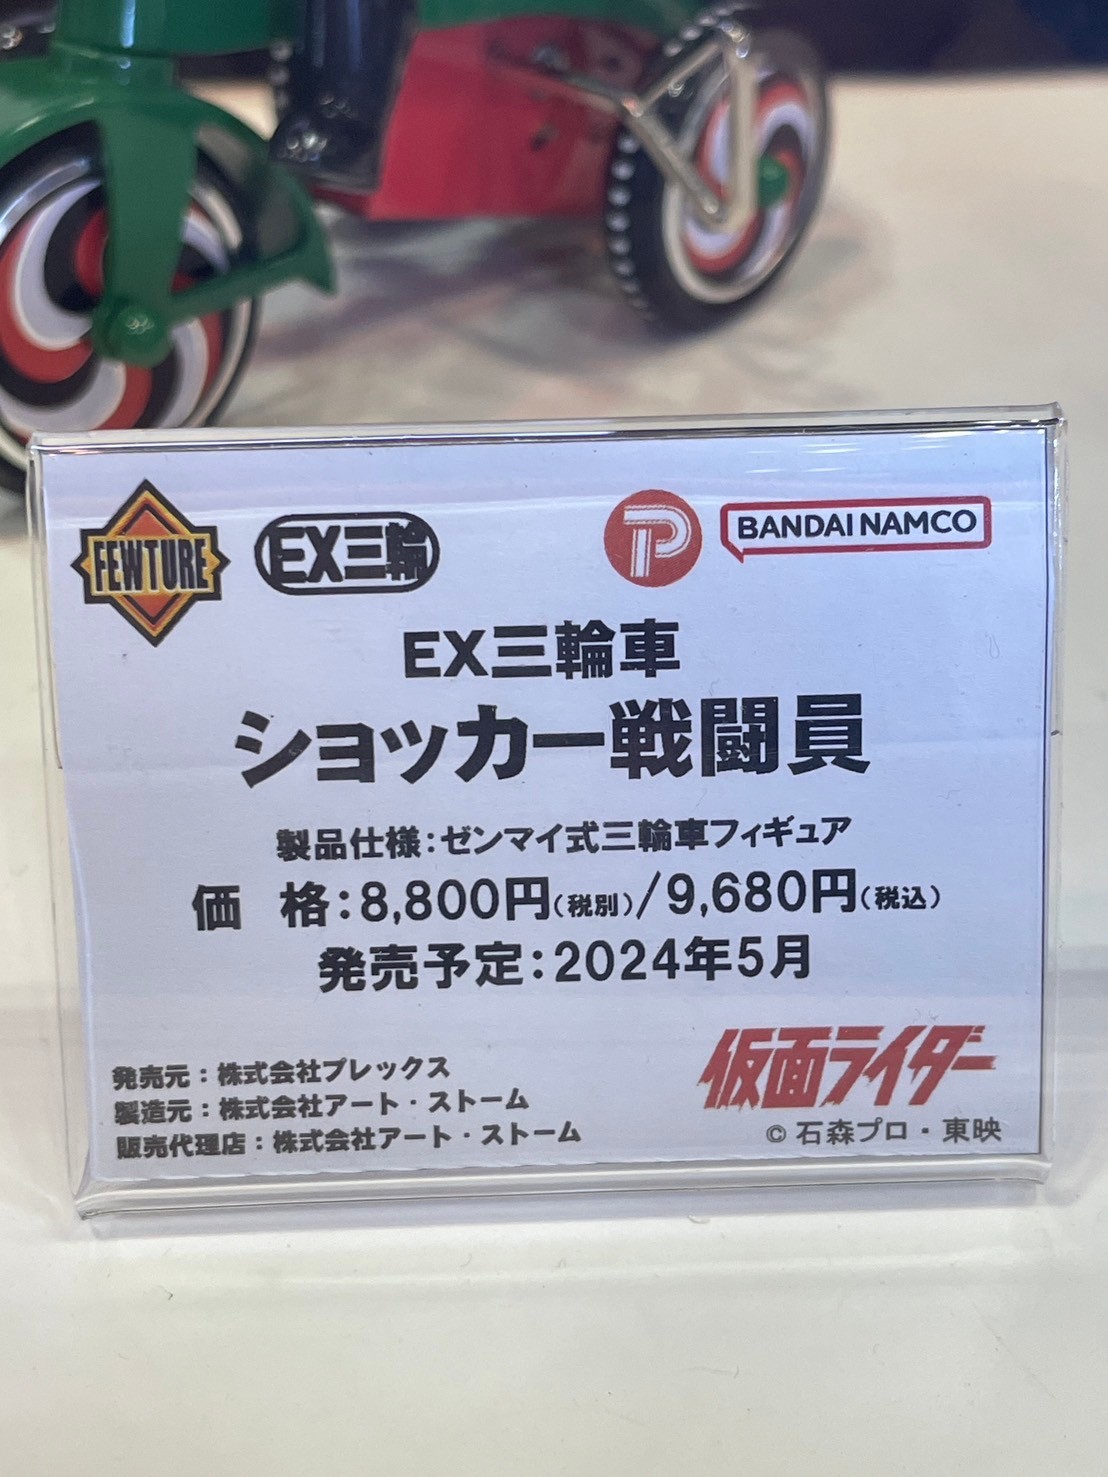 FEWTURE
EX三輪
P
BANDAI NAMCO
EX三輪車
ショッカー戦闘員
製品仕様:ゼンマイ式三輪車フィギュア
価 格:8,800円(税別)/9,680円(税込)
発売予定:2024年5月
発売元:株式会社プレックス
製造元:株式会社アート・ストーム
販売代理店:株式会社アート・ストーム
仮面ライダー
©石森プロ・東映